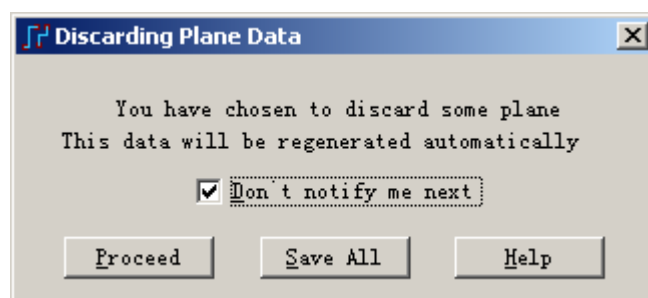 Discarding Plane Data
You have chosen to discard some plane
This data will be regenerated automatically
Don't notify me next
Proceed Save All Help